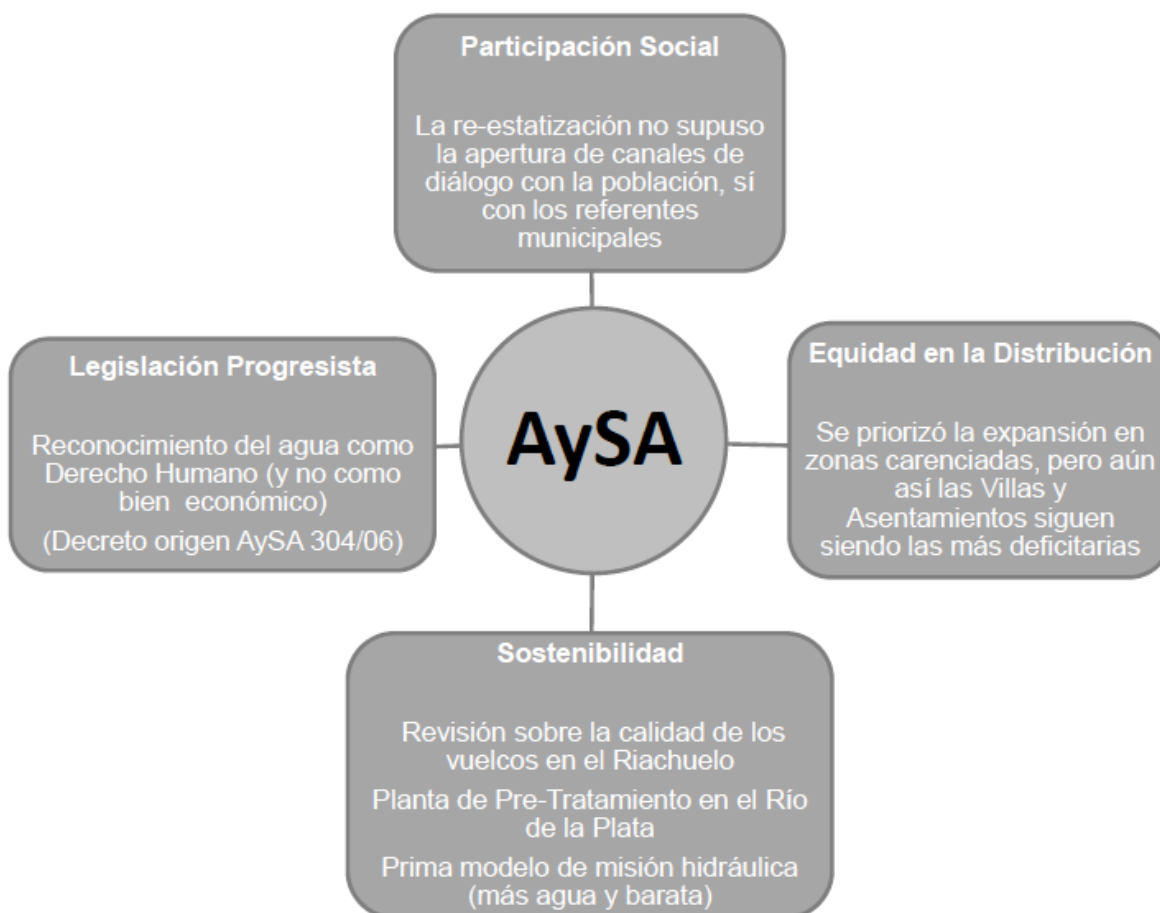 Participación Social
La re-estatización no supuso
la apertura de canales de
diálogo con la población, sí
con los referentes
municipales
Legislación Progresista
Reconocimiento del agua como
Derecho Humano (y no como
bien económico)
(Decreto origen AySA 304/06)
AySA
Equidad en la Distribución
Se priorizó la expansión en
zonas carenciadas, pero aún
así las Villas y
Asentamientos siguen
siendo las más deficitarias
Sostenibilidad
Revisión sobre la calidad de los
vuelcos en el Riachuelo
Planta de Pre-Tratamiento en el Río
de la Plata
Prima modelo de misión hidráulica
(más agua y barata)